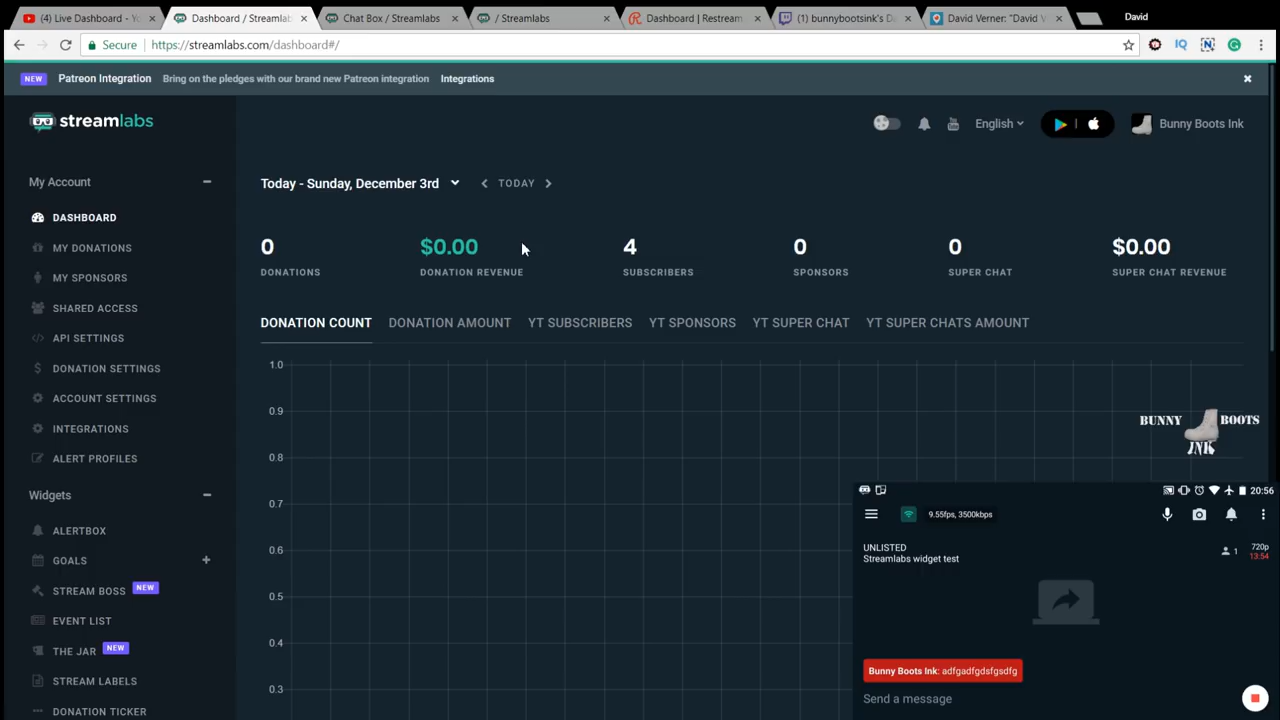 (4) Live Dashboard - Yo
Dashboard / Streamlab
Chat Box / Streamlabs
/ Streamlabs
Dashboard | Restream
(1) bunnybootsink's Da
David Verner: "David V
David
Secure
https://streamlabs.com/dashboard#/
NEW
Patreon Integration
Bring on the pledges with our brand new Patreon integration
Integrations
streamlabs
English
Bunny Boots Ink
My Account
Today - Sunday, December 3rd
TODAY
DASHBOARD
MY DONATIONS
MY SPONSORS
SHARED ACCESS
API SETTINGS
DONATION SETTINGS
ACCOUNT SETTINGS
INTEGRATIONS
ALERT PROFILES
Widgets
ALERTBOX
GOALS
STREAM BOSS NEW
EVENT LIST
THE JAR NEW
STREAM LABELS
DONATION TICKER
0
DONATIONS
$0.00
DONATION REVENUE
4
SUBSCRIBERS
0
SPONSORS
0
SUPER CHAT
$0.00
SUPER CHAT REVENUE
DONATION COUNT
DONATION AMOUNT
YT SUBSCRIBERS
YT SPONSORS
YT SUPER CHAT
YT SUPER CHATS AMOUNT
1.0
0.9
0.8
0.7
0.6
0.5
0.4
0.3
BUNNY BOOTS
INK
20:56
9.55fps, 3500kbps
UNLISTED
Streamlabs widget test
1
720p
13:54
Bunny Boots Ink: adfgadfgdsfgsdfg
Send a message